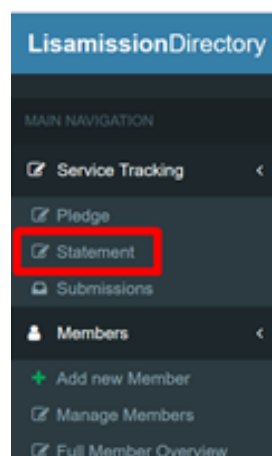 LisamissionDirectory
MAIN NAVIGATION
Service Tracking
Pledge
Statement
Submissions
Members
Add new Member
Manage Members
Full Member Overview